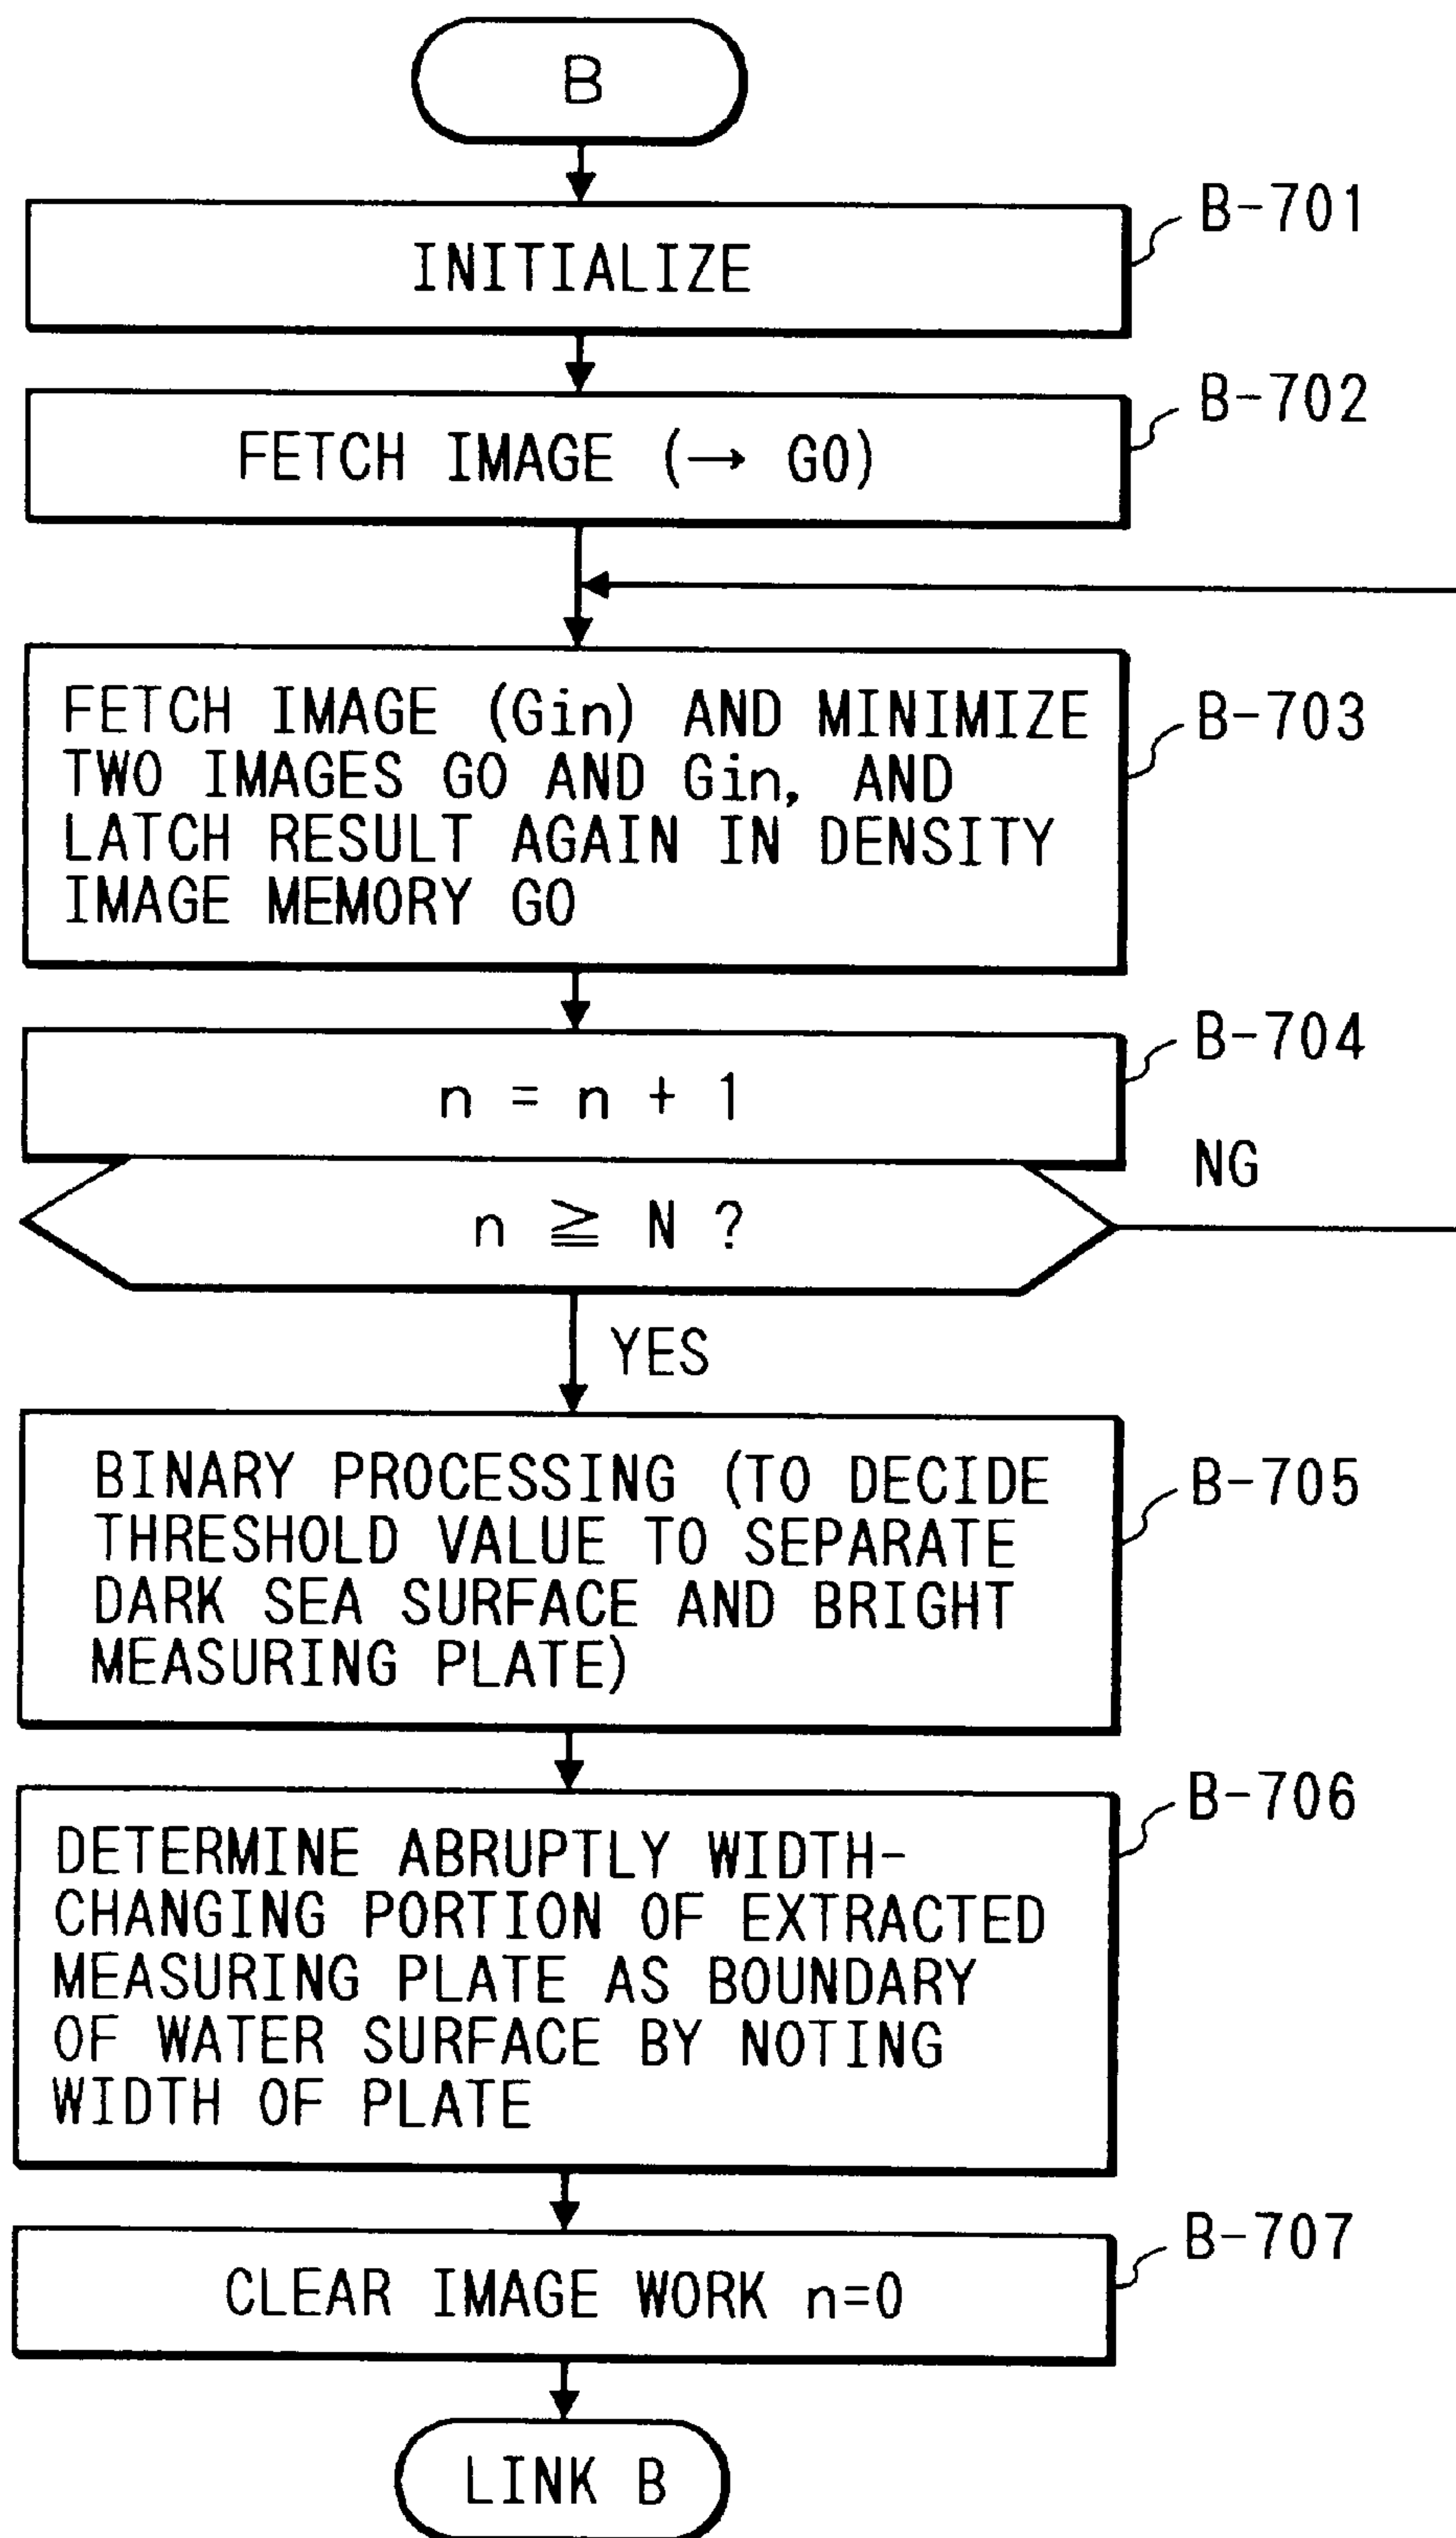 B
INITIALIZE
B-701
FETCH IMAGE (→ G0)
B-702
FETCH IMAGE (Gin) AND MINIMIZE
TWO IMAGES G0 AND Gin, AND
LATCH RESULT AGAIN IN DENSITY
IMAGE MEMORY G0
B-703
n = n + 1
B-704
n ≧ N ?
NG
YES
BINARY PROCESSING (TO DECIDE
THRESHOLD VALUE TO SEPARATE
DARK SEA SURFACE AND BRIGHT
MEASURING PLATE)
B-705
DETERMINE ABRUPTLY WIDTH-
CHANGING PORTION OF EXTRACTED
MEASURING PLATE AS BOUNDARY
OF WATER SURFACE BY NOTING
WIDTH OF PLATE
B-706
CLEAR IMAGE WORK n=0
B-707
LINK B